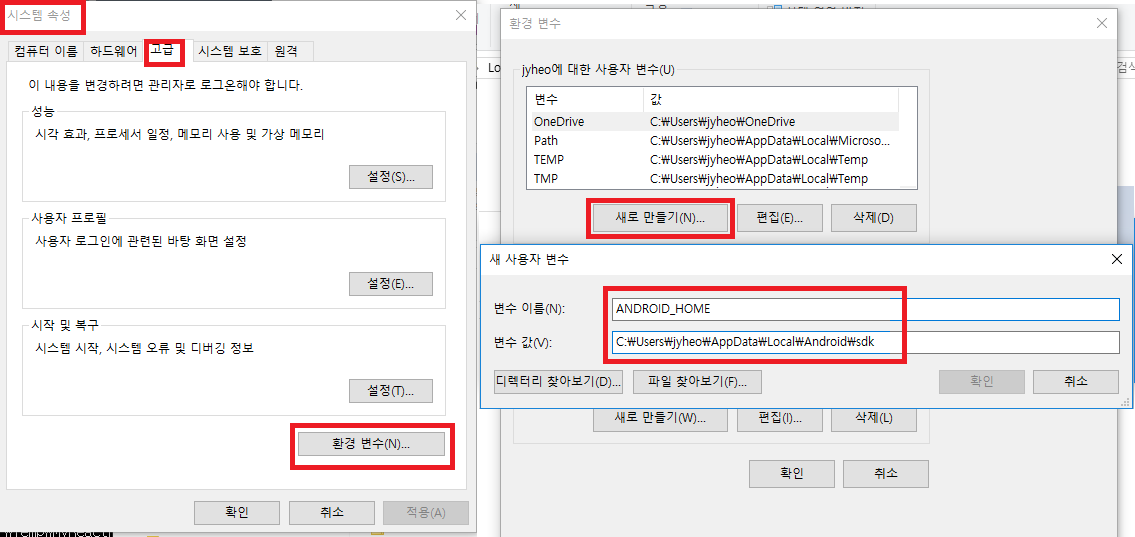 시스템 속성
컴퓨터 이름 하드웨어 고급 시스템 보호 원격
이 내용을 변경하려면 관리자로 로그온해야 합니다.
성능
시각 효과, 프로세서 일정, 메모리 사용 및 가상 메모리
설정(S)...
사용자 프로필
사용자 로그인에 관련된 바탕 화면 설정
설정(E)...
시작 및 복구
시스템 시작, 시스템 오류 및 디버깅 정보
설정(T)...
환경 변수(N)...
확인 취소 적용(A)
환경 변수
Lo
jyheo에 대한 사용자 변수(U)
변수 값
OneDrive C:₩Users₩jyheo₩OneDrive
Path C:₩Users₩jyheo₩AppData₩Local₩Microso...
TEMP C:₩Users₩jyheo₩AppData₩Local₩Temp
TMP C:₩Users₩jyheo₩AppData₩Local₩Temp
새로 만들기(N)... 편집(E)... 삭제(D)
새 사용자 변수
변수 이름(N): ANDROID_HOME
변수 값(V): C:₩Users₩jyheo₩AppData₩Local₩Android₩sdk
디렉터리 찾아보기(D)... 파일 찾아보기(F)... 확인 취소
새로 만들기(W)... 편집(I)... 삭제(L)
확인 취소
검색